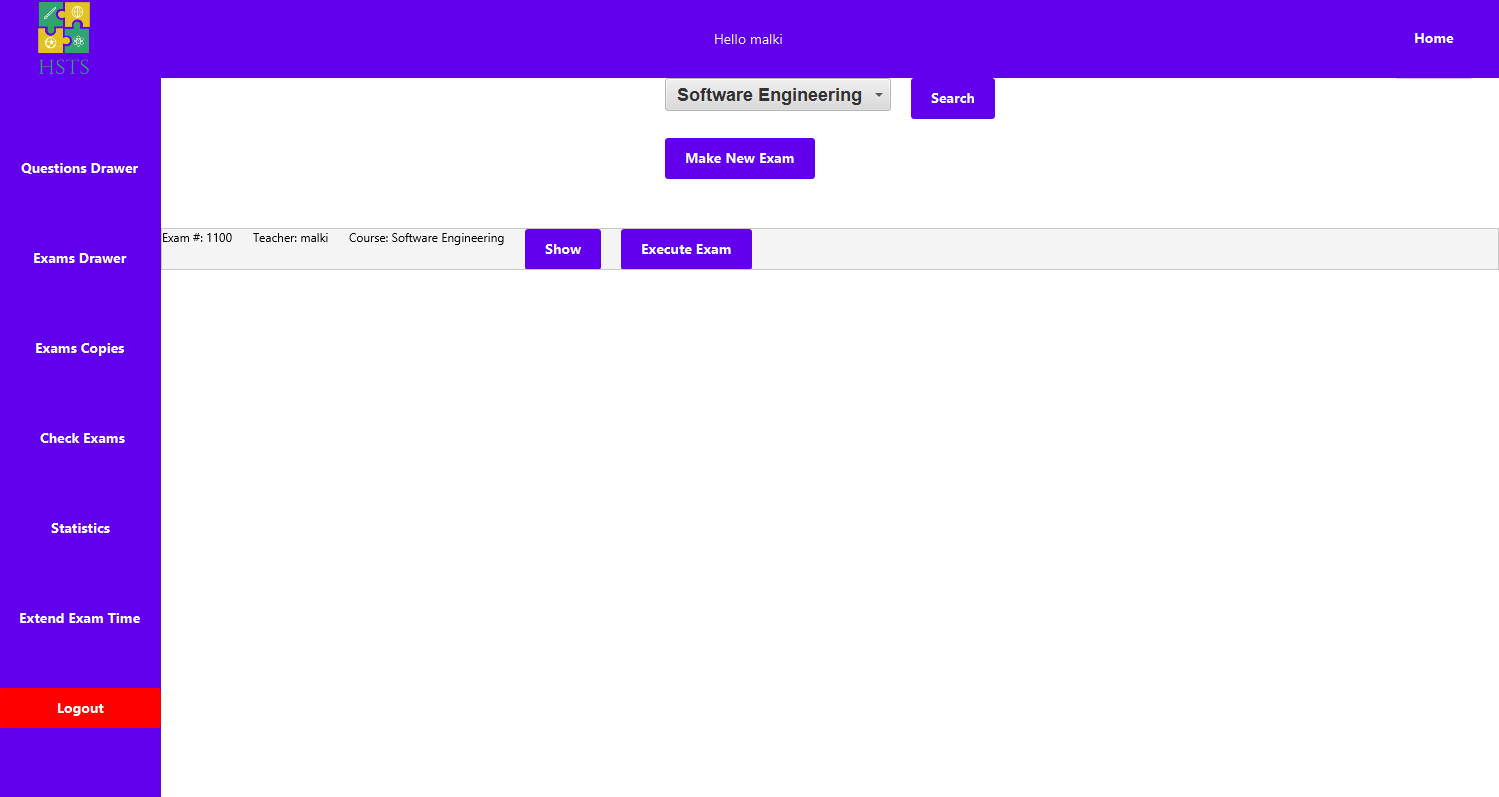 HSTS
Hello malki
Home
Software Engineering
Search
Make New Exam
Questions Drawer
Exams Drawer
Exams Copies
Check Exams
Statistics
Extend Exam Time
Logout
Exam #: 1100 Teacher: malki Course: Software Engineering Show Execute Exam